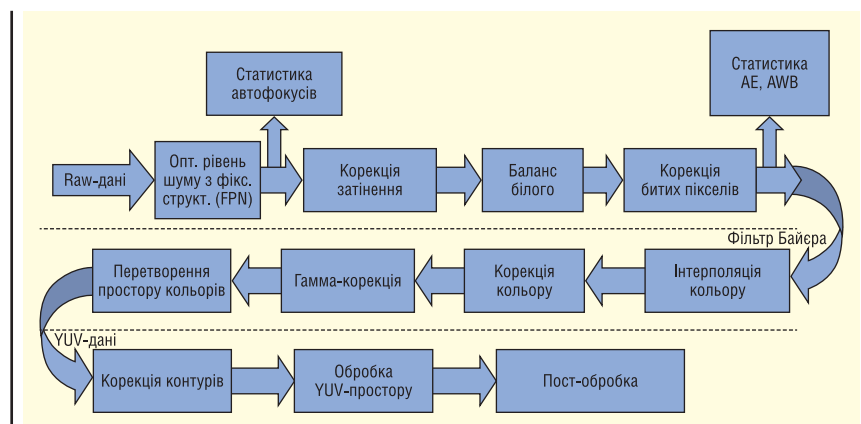 Статистика
автофокусів
Статистика
AE, AWB
Raw-дані
Опт. рівень
шуму з фікс.
структ. (FPN)
Корекція
затінення
Баланс
білого
Корекція
битих пікселів
Фільтр Байєра
Перетворення
простору кольорів
Гамма-корекція
Корекція
кольору
Інтерполяція
кольору
YUV-дані
Корекція контурів
Обробка
YUV-простору
Пост-обробка